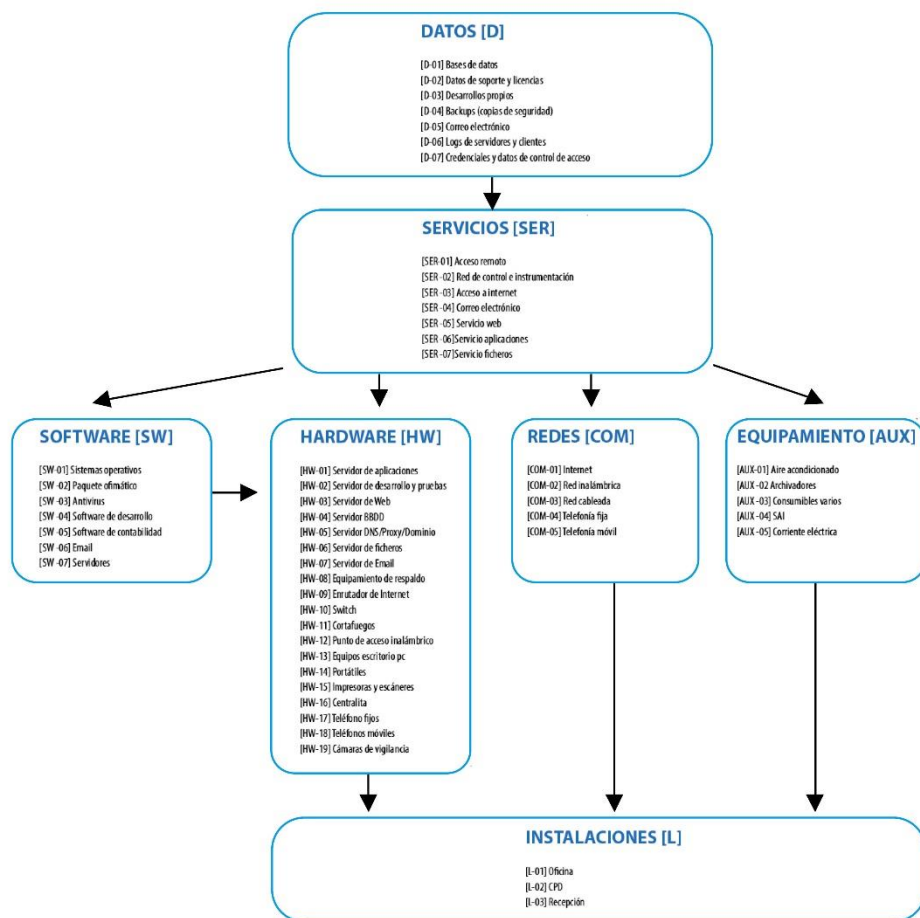 DATOS [D]
[D-01] Bases de datos
[D-02] Datos de soporte y licencias
[D-03] Desarrollos propios
[D-04] Backups (copias de seguridad)
[D-05] Correo electrónico
[D-06] Logs de servidores y clientes
[D-07] Credenciales y datos de control de acceso
SERVICIOS [SER]
[SER-01] Acceso remoto
[SER -02] Red de control e instrumentación
[SER -03] Acceso a internet
[SER -04] Correo electrónico
[SER -05] Servicio web
[SER -06]Servicio aplicaciones
[SER -07]Servicio ficheros
SOFTWARE [SW]
[SW-01] Sistemas operativos
[SW -02] Paquete ofimático
[SW -03] Antivirus
[SW -04] Software de desarrollo
[SW -05] Software de contabilidad
[SW -06] Email
[SW -07] Servidores
HARDWARE [HW]
[HW-01] Servidor de aplicaciones
[HW-02] Servidor de desarrollo y pruebas
[HW-03] Servidor de Web
[HW-04] Servidor BBDD
[HW-05] Servidor DNS/Proxy/Dominio
[HW-06] Servidor de ficheros
[HW-07] Servidor de Email
[HW-08] Equipamiento de respaldo
[HW-09] Enrutador de Internet
[HW-10] Switch
[HW-11] Cortafuegos
[HW-12] Punto de acceso inalámbrico
[HW-13] Equipos escritorio pc
[HW-14] Portátiles
[HW-15] Impresoras y escáneres
[HW-16] Centralita
[HW-17] Teléfono fijos
[HW-18] Teléfonos móviles
[HW-19] Cámaras de vigilancia
REDES [COM]
[COM-01] Internet
[COM-02] Red inalámbrica
[COM-03] Red cableada
[COM-04] Telefonía fija
[COM-05] Telefonía móvil
EQUIPAMIENTO [AUX]
[AUX-01] Aire acondicionado
[AUX -02 Archivadores
[AUX -03] Consumibles varios
[AUX -04] SAI
[AUX -05] Corriente eléctrica
INSTALACIONES [L]
[L-01] Oficina
[L-02] CPD
[L-03] Recepción